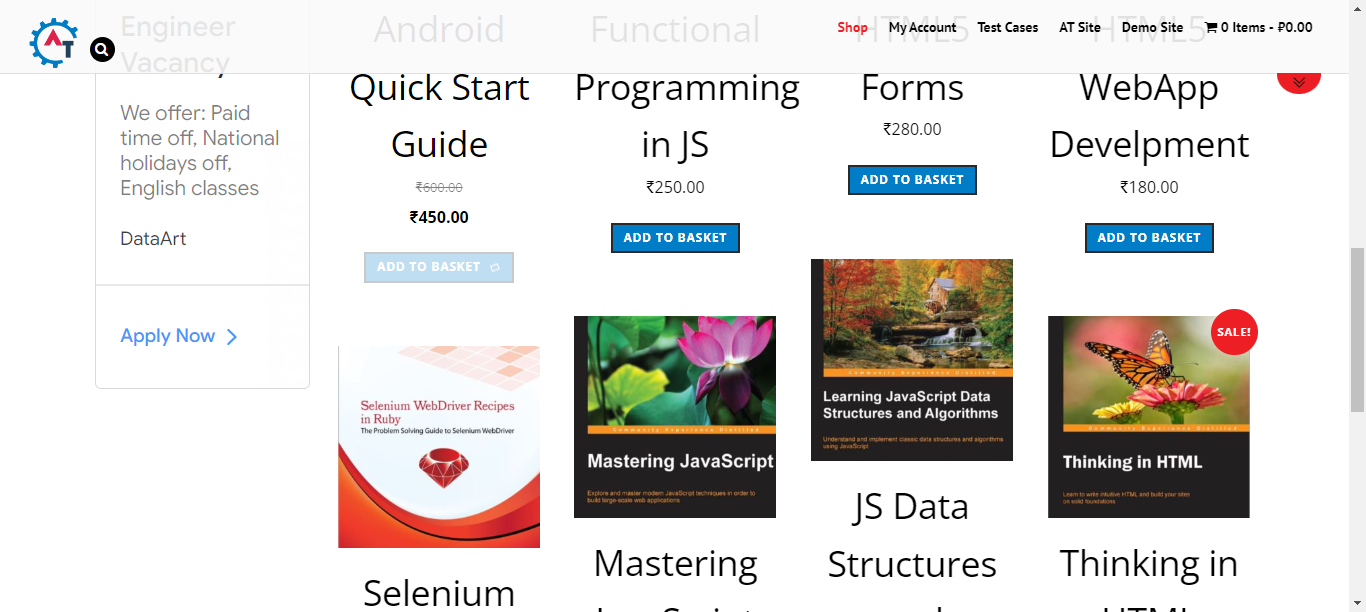 AT
Shop
My Account
Test Cases
AT Site
Demo Site
0 Items - ₽0.00
Engineer
Vacancy
We offer: Paid
time off, National
holidays off,
English classes
DataArt
Apply Now
Android
Quick Start
Guide
₹600.00
₹450.00
ADD TO BASKET
Functional
Programming
in JS
₹250.00
ADD TO BASKET
HTML5
Forms
₹280.00
ADD TO BASKET
HTML5
WebApp
Develpment
₹180.00
ADD TO BASKET
Selenium WebDriver Recipes
in Ruby
The Problem Solving Guide to Selenium WebDriver
Selenium
Community Experience Distilled
Mastering JavaScript
Explore and master modern JavaScript techniques in order to
build large-scale web applications
Mastering
JavaScript
Community Experience Distilled
Learning JavaScript Data
Structures and Algorithms
Understand and implement classic data structures and algorithms
using JavaScript
JS Data
Structures
SALE!
Community Experience Distilled
Thinking in HTML
Learn to write intuitive HTML and build your sites
on solid foundations
Thinking in
HTML